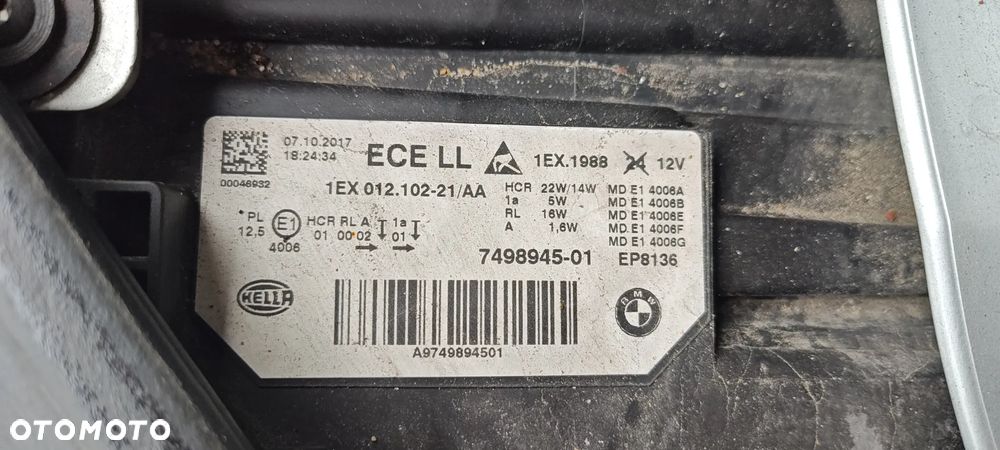 07.10.2017
18:24:34
00046932
ECE LL
1EX.1988 24 12V
1EX 012.102-21/AA
HCR 22W/14W MD E1 4006A
1a 5W MD E1 4006B
RL 16W MD E1 4006E
A 1,6W MD E1 4006F
MD E1 4006G
PL
12,5
E1
4006
HCR RL A 1a
01 00 02 01
7498945-01 EP8136
HELLA
BMW
A9749894501
OTOMOTO